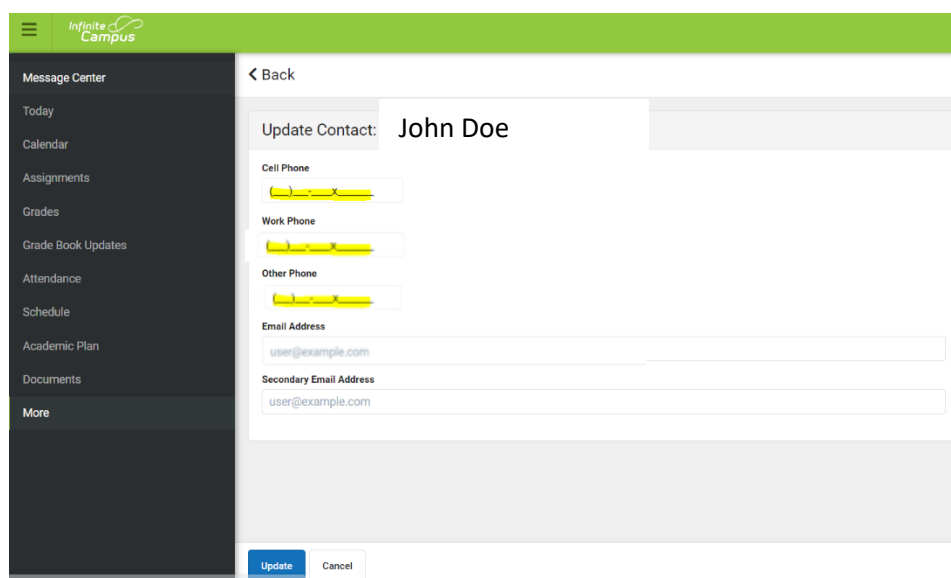 Infinite
Campus
Message Center
Today
Calendar
Assignments
Grades
Grade Book Updates
Attendance
Schedule
Academic Plan
Documents
More
Back
Update Contact: John Doe
Cell Phone
(___)___-____x______
Work Phone
(___)___-____x______
Other Phone
(___)___-____x______
Email Address
user@example.com
Secondary Email Address
user@example.com
Update Cancel